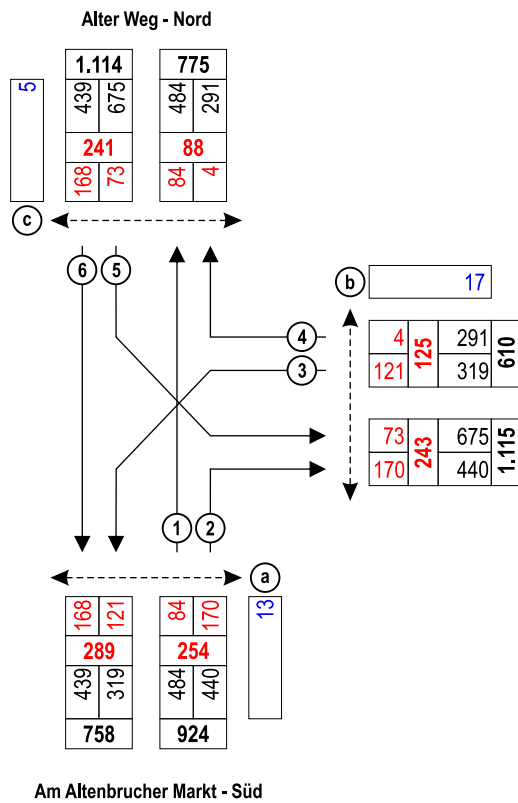 Alter Weg - Nord
1.114 775
5
439 675 484 291
241 88
168 73 84 4
c
6 5
b
17
4
3
4 125 291 610
121 319
73 243 675 1.115
170 440
1 2
a
13
168 121 84 170
289 254
439 319 484 440
758 924
Am Altenbrucher Markt - Süd